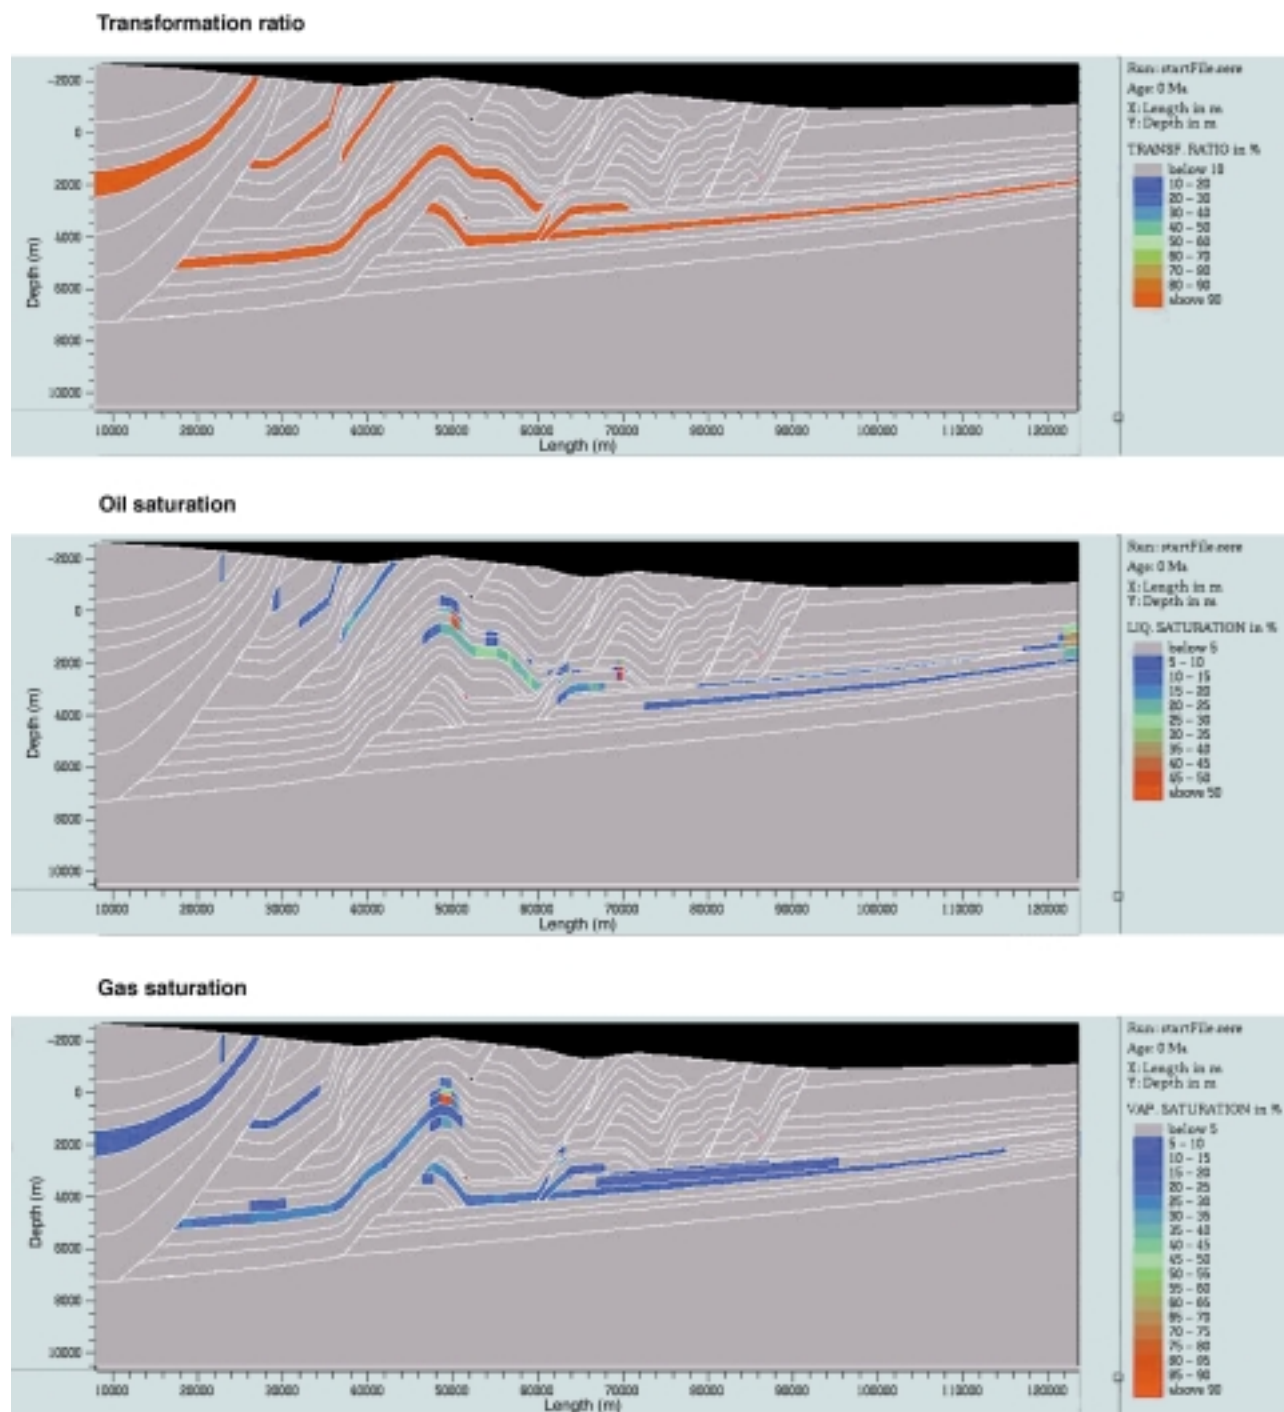 Transformation ratio
Run: startFile.sere
Age: 0 Ma
X: Length in m
Y: Depth in m
TRANSF. RATIO in %
below 10
10 - 20
20 - 30
30 - 40
40 - 50
50 - 60
60 - 70
70 - 80
80 - 90
above 90
-2000
0
2000
4000
6000
8000
10000
Depth (m)
10000 20000 30000 40000 50000 60000 70000 80000 90000 100000 110000 120000
Length (m)
Oil saturation
Run: startFile.sere
Age: 0 Ma
X: Length in m
Y: Depth in m
LIQ. SATURATION in %
below 5
5 - 10
10 - 15
15 - 20
20 - 25
25 - 30
30 - 35
35 - 40
40 - 45
45 - 50
above 50
-2000
0
2000
4000
6000
8000
10000
Depth (m)
10000 20000 30000 40000 50000 60000 70000 80000 90000 100000 110000 120000
Length (m)
Gas saturation
Run: startFile.sere
Age: 0 Ma
X: Length in m
Y: Depth in m
VAP. SATURATION in %
below 5
5 - 10
10 - 15
15 - 20
20 - 25
25 - 30
30 - 35
35 - 40
40 - 45
45 - 50
50 - 55
55 - 60
60 - 65
65 - 70
70 - 75
75 - 80
80 - 85
85 - 90
above 90
-2000
0
2000
4000
6000
8000
10000
Depth (m)
10000 20000 30000 40000 50000 60000 70000 80000 90000 100000 110000 120000
Length (m)